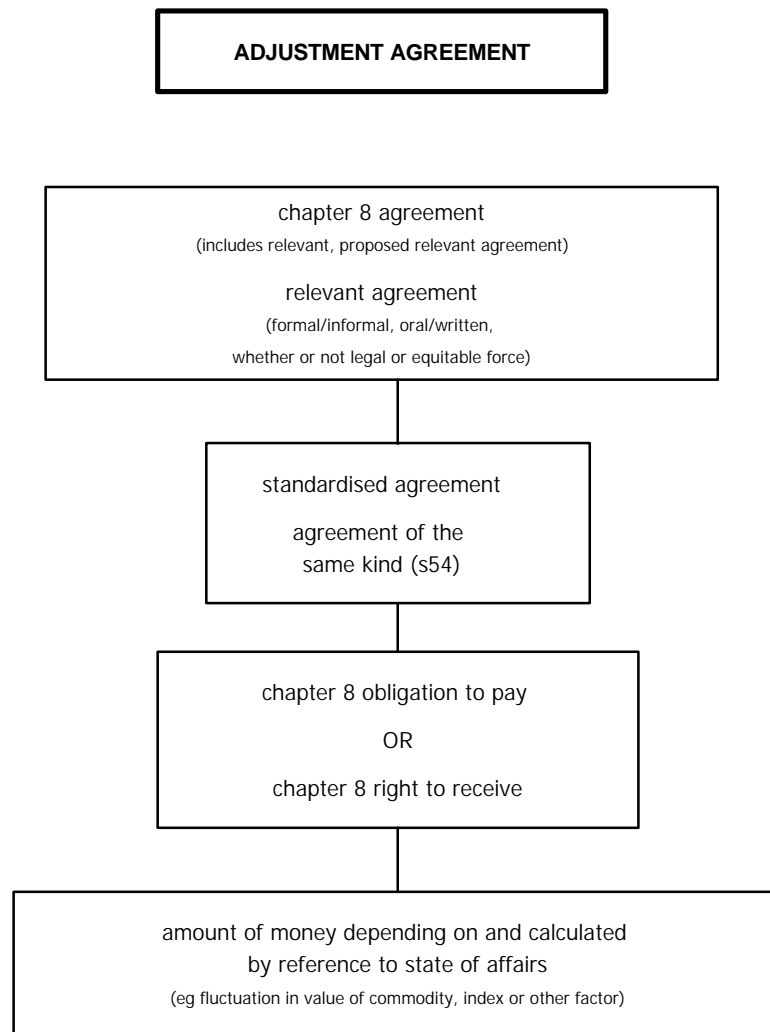 ADJUSTMENT AGREEMENT
chapter 8 agreement
(includes relevant, proposed relevant agreement)
relevant agreement
(formal/informal, oral/written,
whether or not legal or equitable force)
standardised agreement
agreement of the
same kind (s54)
chapter 8 obligation to pay
OR
chapter 8 right to receive
amount of money depending on and calculated
by reference to state of affairs
(eg fluctuation in value of commodity, index or other factor)